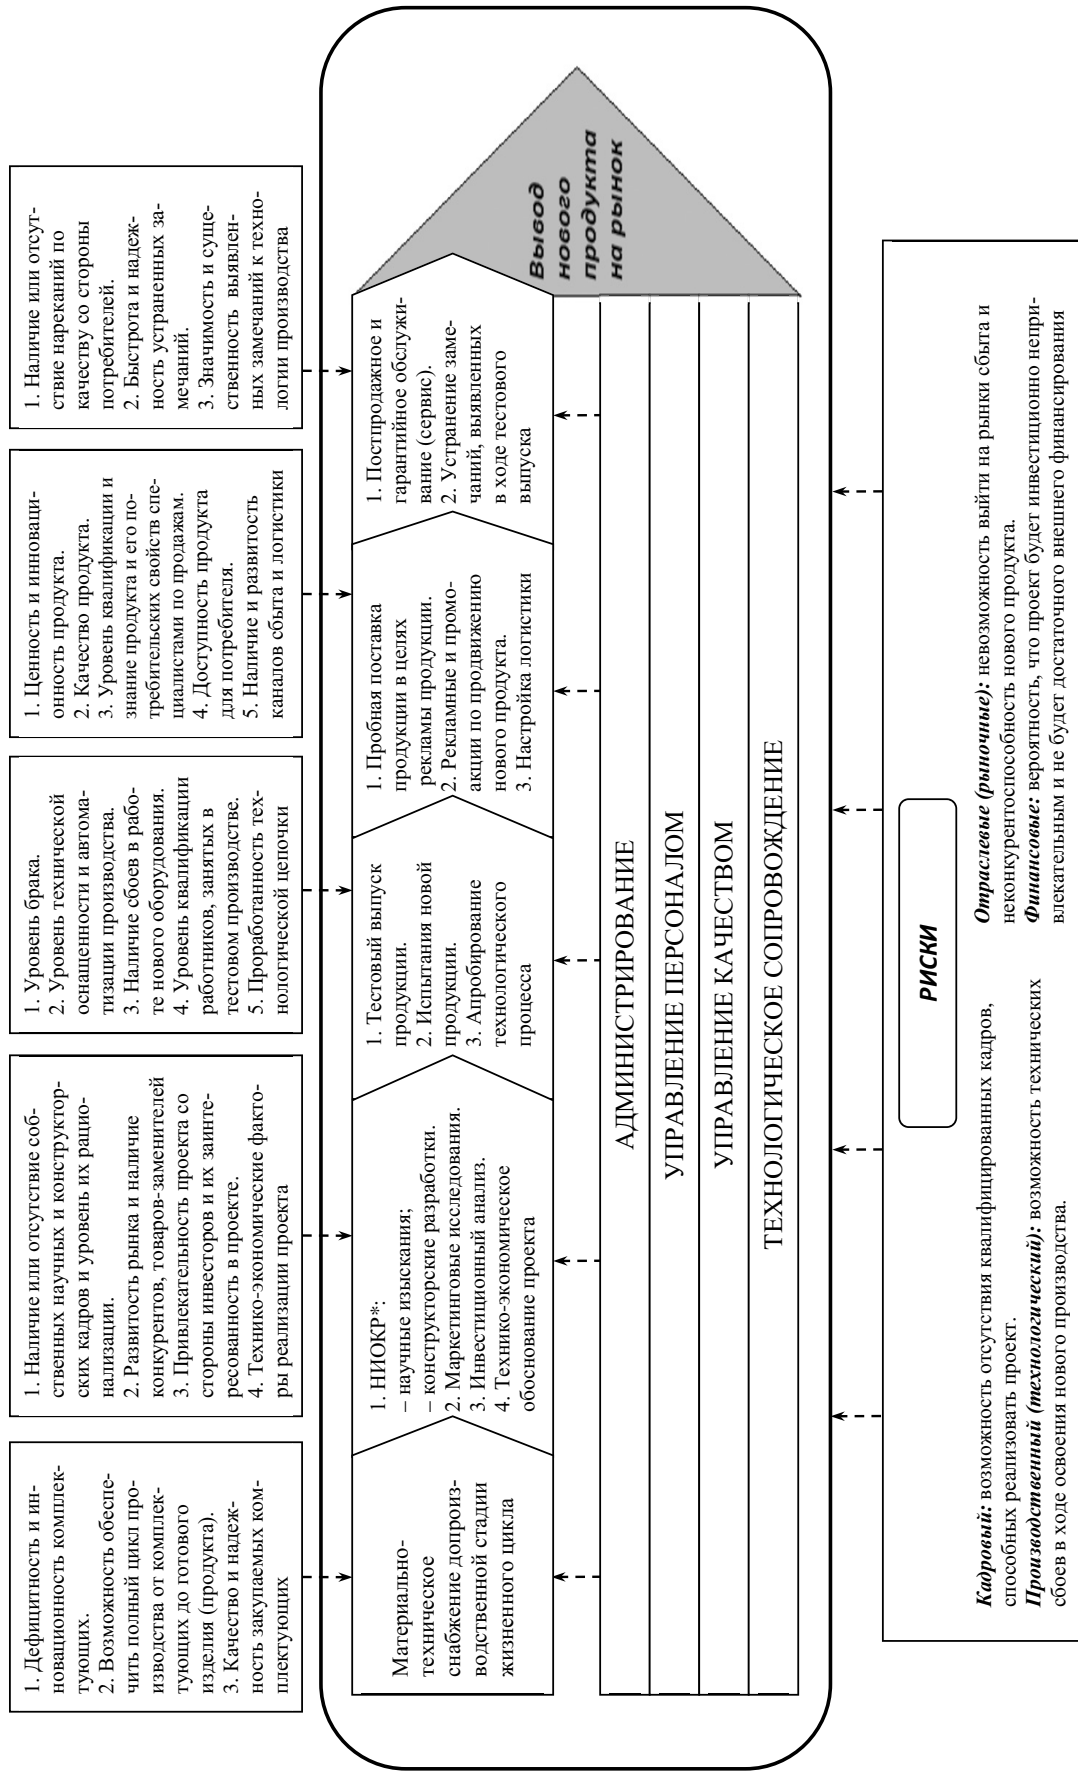 1. Дефицитность и ин-
новационность комплек-
тующих.
2. Возможность обеспе-
чить полный цикл про-
изводства от комплек-
тующих до готового
изделия (продукта).
3. Качество и надеж-
ность закупаемых ком-
плектующих
1. Наличие или отсутствие соб-
ственных научных и конструктор-
ских кадров и уровень их рацио-
нализации.
2. Развитость рынка и наличие
конкурентов, товаров-заменителей
3. Привлекательность проекта со
стороны инвесторов и их заинте-
ресованность в проекте.
4. Технико-экономические факто-
ры реализации проекта
1. Уровень брака.
2. Уровень технической
оснащенности и автома-
тизации производства.
3. Наличие сбоев в рабо-
те нового оборудования.
4. Уровень квалификации
работников, занятых в
тестовом производстве.
5. Проработанность тех-
нологической цепочки
1. Ценность и инноваци-
онность продукта.
2. Качество продукта.
3. Уровень квалификации и
знание продукта и его по-
требительских свойств спе-
циалистами по продажам.
4. Доступность продукта
для потребителя.
5. Наличие и развитость
каналов сбыта и логистики
1. Наличие или отсут-
ствие нареканий по
качеству со стороны
потребителей.
2. Быстрота и надеж-
ность устраненных за-
мечаний.
3. Значимость и суще-
ственность выявлен-
ных замечаний к техно-
логии производства
Материально-
техническое
снабжение допроиз-
водственной стадии
жизненного цикла
1. НИОКР*:
– научные изыскания;
– конструкторские разработки.
2. Маркетинговые исследования.
3. Инвестиционный анализ.
4. Технико-экономическое
обоснование проекта
1. Тестовый выпуск
продукции.
2. Испытания новой
продукции.
3. Апробирование
технологического
процесса
1. Пробная поставка
продукции в целях
рекламы продукции.
2. Рекламные и промо-
акции по продвижению
нового продукта.
3. Настройка логистики
1. Постпродажное и
гарантийное обслужи-
вание (сервис).
2. Устранение заме-
чаний, выявленных
в ходе тестового
выпуска
Вывод
нового
продукта
на рынок
АДМИНИСТРИРОВАНИЕ
УПРАВЛЕНИЕ ПЕРСОНАЛОМ
УПРАВЛЕНИЕ КАЧЕСТВОМ
ТЕХНОЛОГИЧЕСКОЕ СОПРОВОЖДЕНИЕ
РИСКИ
Кадровый: возможность отсутствия квалифицированных кадров,
способных реализовать проект.
Производственный (технологический): возможность технических
сбоев в ходе освоения нового производства.
Отраслевые (рыночные): невозможность выйти на рынки сбыта и
неконкурентоспособность нового продукта.
Финансовые: вероятность, что проект будет инвестиционно непри-
влекательным и не будет достаточного внешнего финансирования